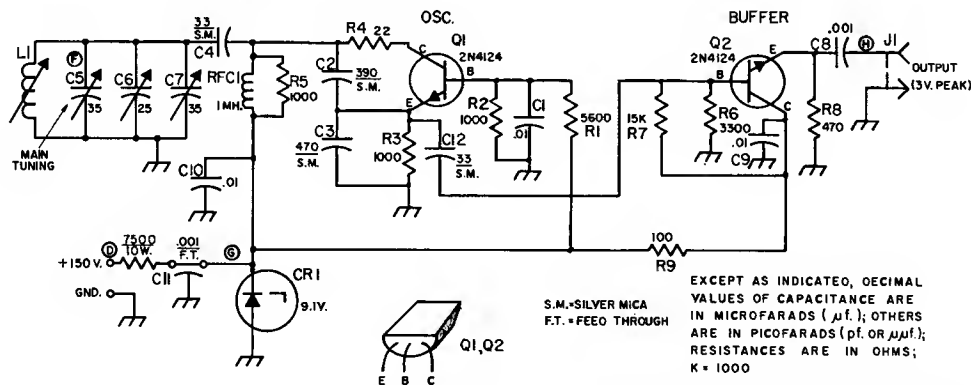 OSC.
BUFFER
33
S.M.
C4
R4
22
C
Q1
2N4124
B
E
Q2
2N4124
E
B
C
C8
.001
H
J1
OUTPUT
(3V. PEAK)
L1
F
C5
35
C6
25
C7
35
MAIN
TUNING
RFC1
1MH.
R5
1000
C2
390
S.M.
C3
470
S.M.
R3
1000
C12
33
S.M.
R2
1000
C1
.01
5600
R1
15K
R7
R6
3300
.01
C9
R8
470
C10
.01
100
R9
D
+150V.
7500
10W.
.001
F.T.
C11
G
GND.
CR1
9.1V.
S.M.=SILVER MICA
F.T. = FEED THROUGH
Q1,Q2
E B C
EXCEPT AS INDICATED, DECIMAL
VALUES OF CAPACITANCE ARE
IN MICROFARADS (µf.); OTHERS
ARE IN PICOFARADS (pf. OR µµf.);
RESISTANCES ARE IN OHMS;
K = 1000